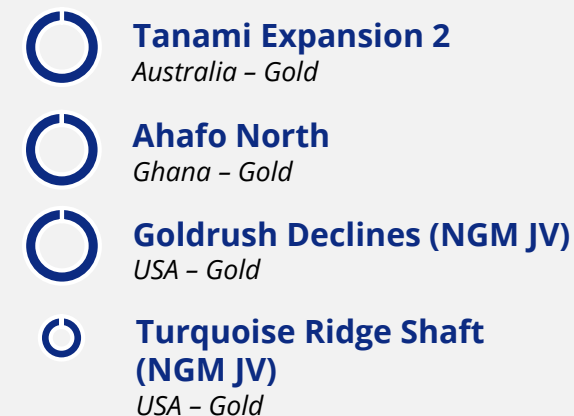 Tanami Expansion 2
Australia – Gold
Ahafo North
Ghana – Gold
Goldrush Declines (NGM JV)
USA – Gold
Turquoise Ridge Shaft
(NGM JV)
USA – Gold